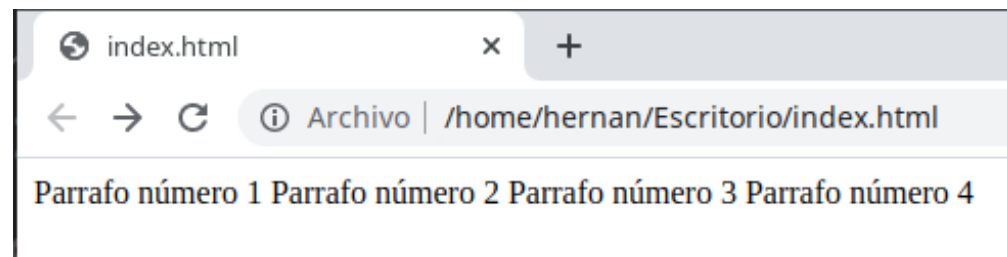 index.html
Archivo /home/hernan/Escritorio/index.html
Parrafo número 1 Parrafo número 2 Parrafo número 3 Parrafo número 4